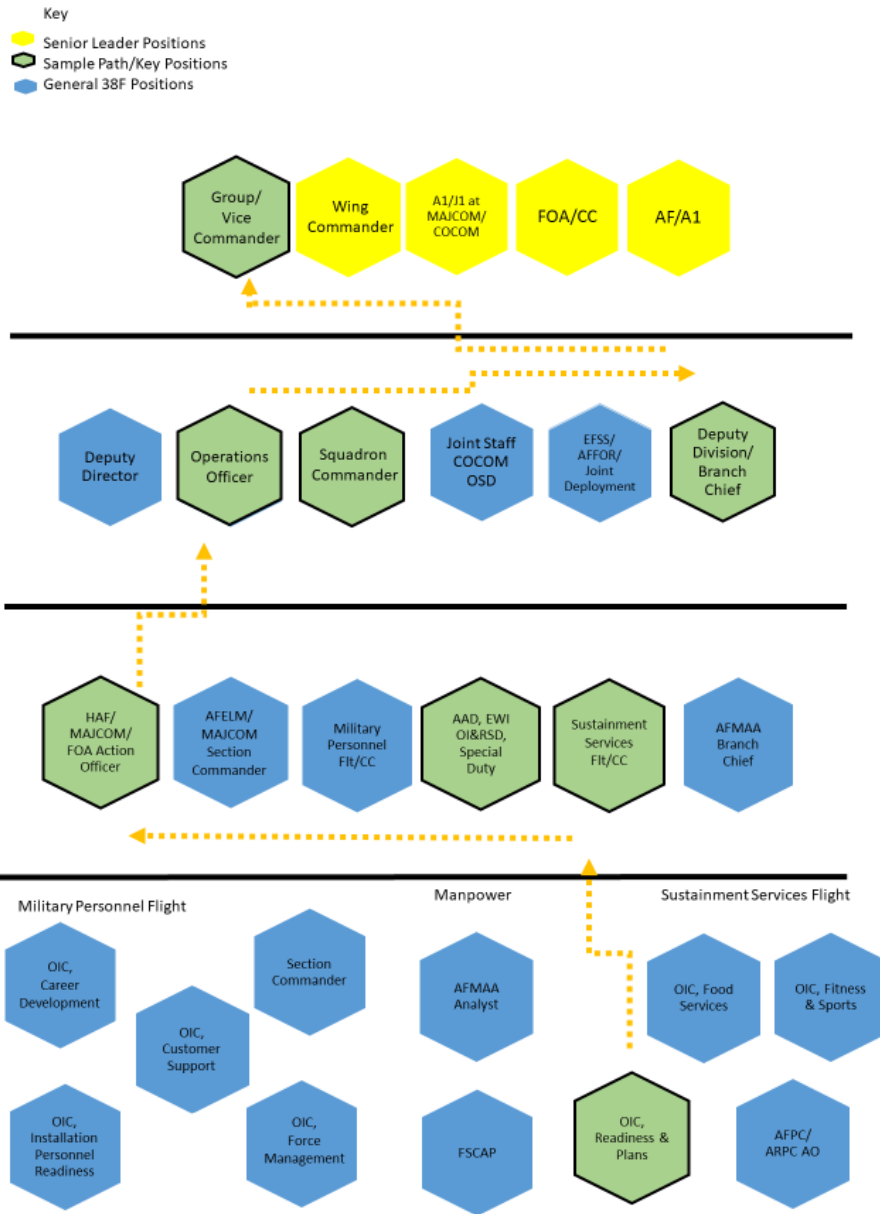 Key
Senior Leader Positions
Sample Path/Key Positions
General 38F Positions
Group/
Vice
Commander
Wing
Commander
A1/J1 at
MAJCOM/
COCOM
FOA/CC
AF/A1
Deputy
Director
Operations
Officer
Squadron
Commander
Joint Staff
COCOM
OSD
EFSS/
AFFOR/
Joint
Deployment
Deputy
Division/
Branch
Chief
HAF/
MAJCOM/
FOA Action
Officer
AFELM/
MAJCOM
Section
Commander
Military
Personnel
Flt/CC
AAD, EWI
OI&RSD,
Special
Duty
Sustainment
Services
Flt/CC
AFMAA
Branch
Chief
Military Personnel Flight
Manpower
Sustainment Services Flight
OIC,
Career
Development
Section
Commander
OIC,
Customer
Support
OIC,
Installation
Personnel
Readiness
OIC,
Force
Management
AFMAA
Analyst
FSCAP
OIC, Food
Services
OIC, Fitness
& Sports
OIC,
Readiness &
Plans
AFPC/
ARPC AO